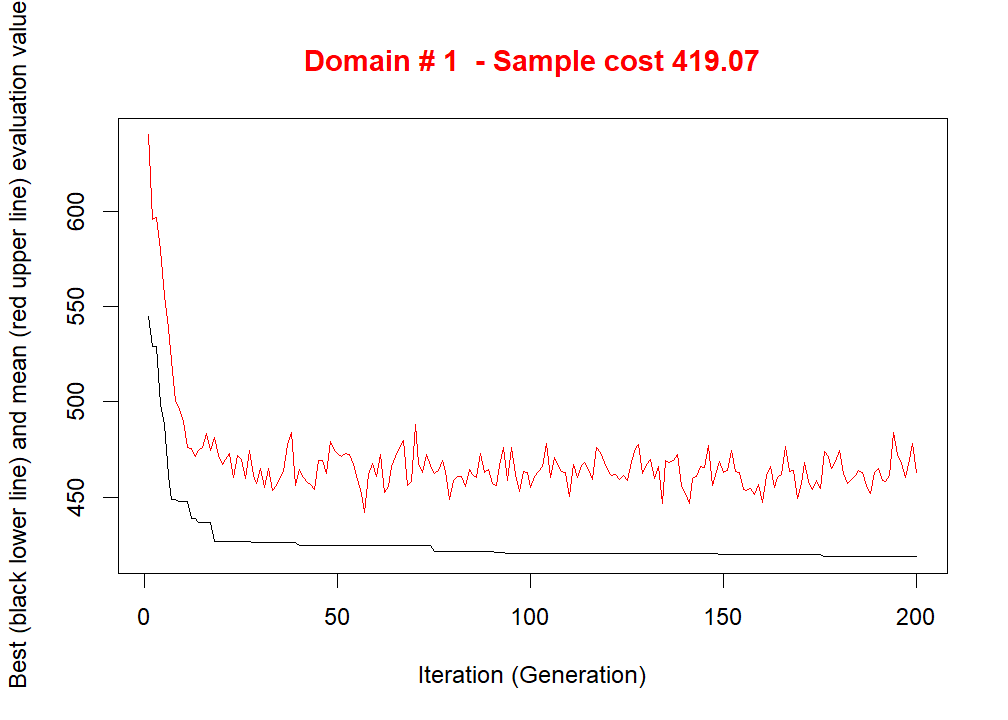 Domain # 1 - Sample cost 419.07
Best (black lower line) and mean (red upper line) evaluation value
600
550
500
450
0 50 100 150 200
Iteration (Generation)